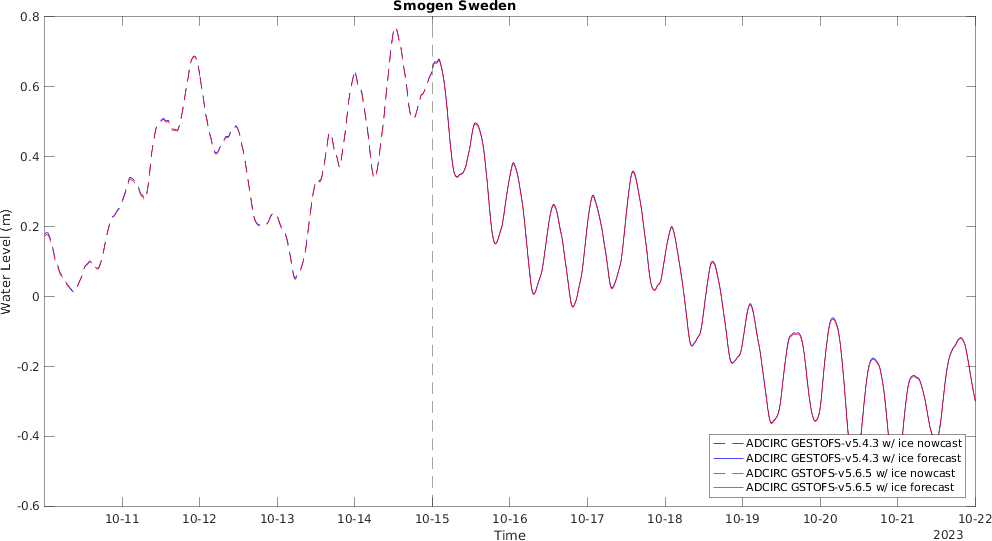 Smogen Sweden
0.8
0.6
0.4
0.2
0
-0.2
-0.4
-0.6
Water Level (m)
ADCIRC GESTOFS-v5.4.3 w/ ice nowcast
ADCIRC GESTOFS-v5.4.3 w/ ice forecast
ADCIRC GSTOFS-v5.6.5 w/ ice nowcast
ADCIRC GSTOFS-v5.6.5 w/ ice forecast
10-11 10-12 10-13 10-14 10-15 10-16 10-17 10-18 10-19 10-20 10-21 10-22
Time
2023